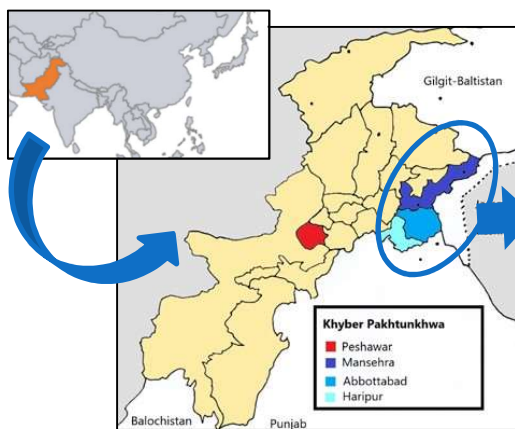 Gilgit-Baltistan
Khyber Pakhtunkhwa
Peshawar
Mansehra
Abbottabad
Haripur
Balochistan
Punjab